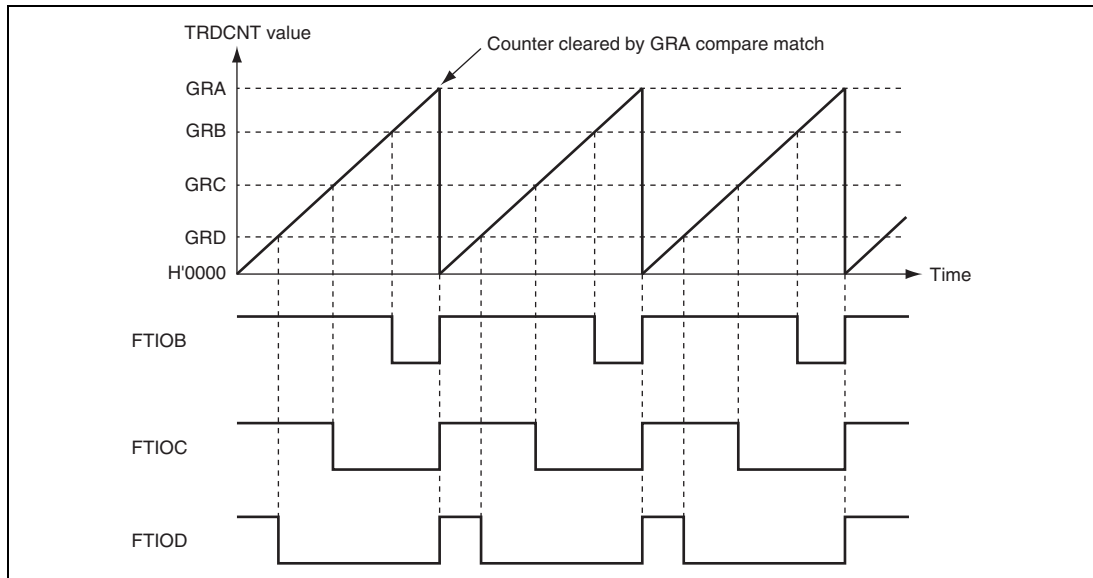 TRDCNT value
Counter cleared by GRA compare match
GRA
GRB
GRC
GRD
H'0000
Time
FTIOB
FTIOC
FTIOD